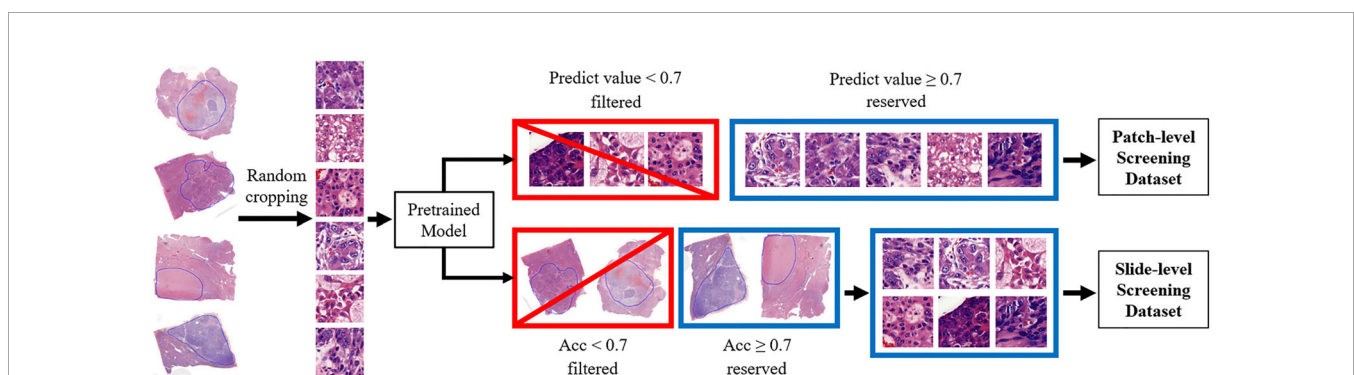 Predict value < 0.7
filtered
Predict value ≥ 0.7
reserved
Random
cropping
Pretrained
Model
Patch-level
Screening
Dataset
Acc < 0.7
filtered
Acc ≥ 0.7
reserved
Slide-level
Screening
Dataset